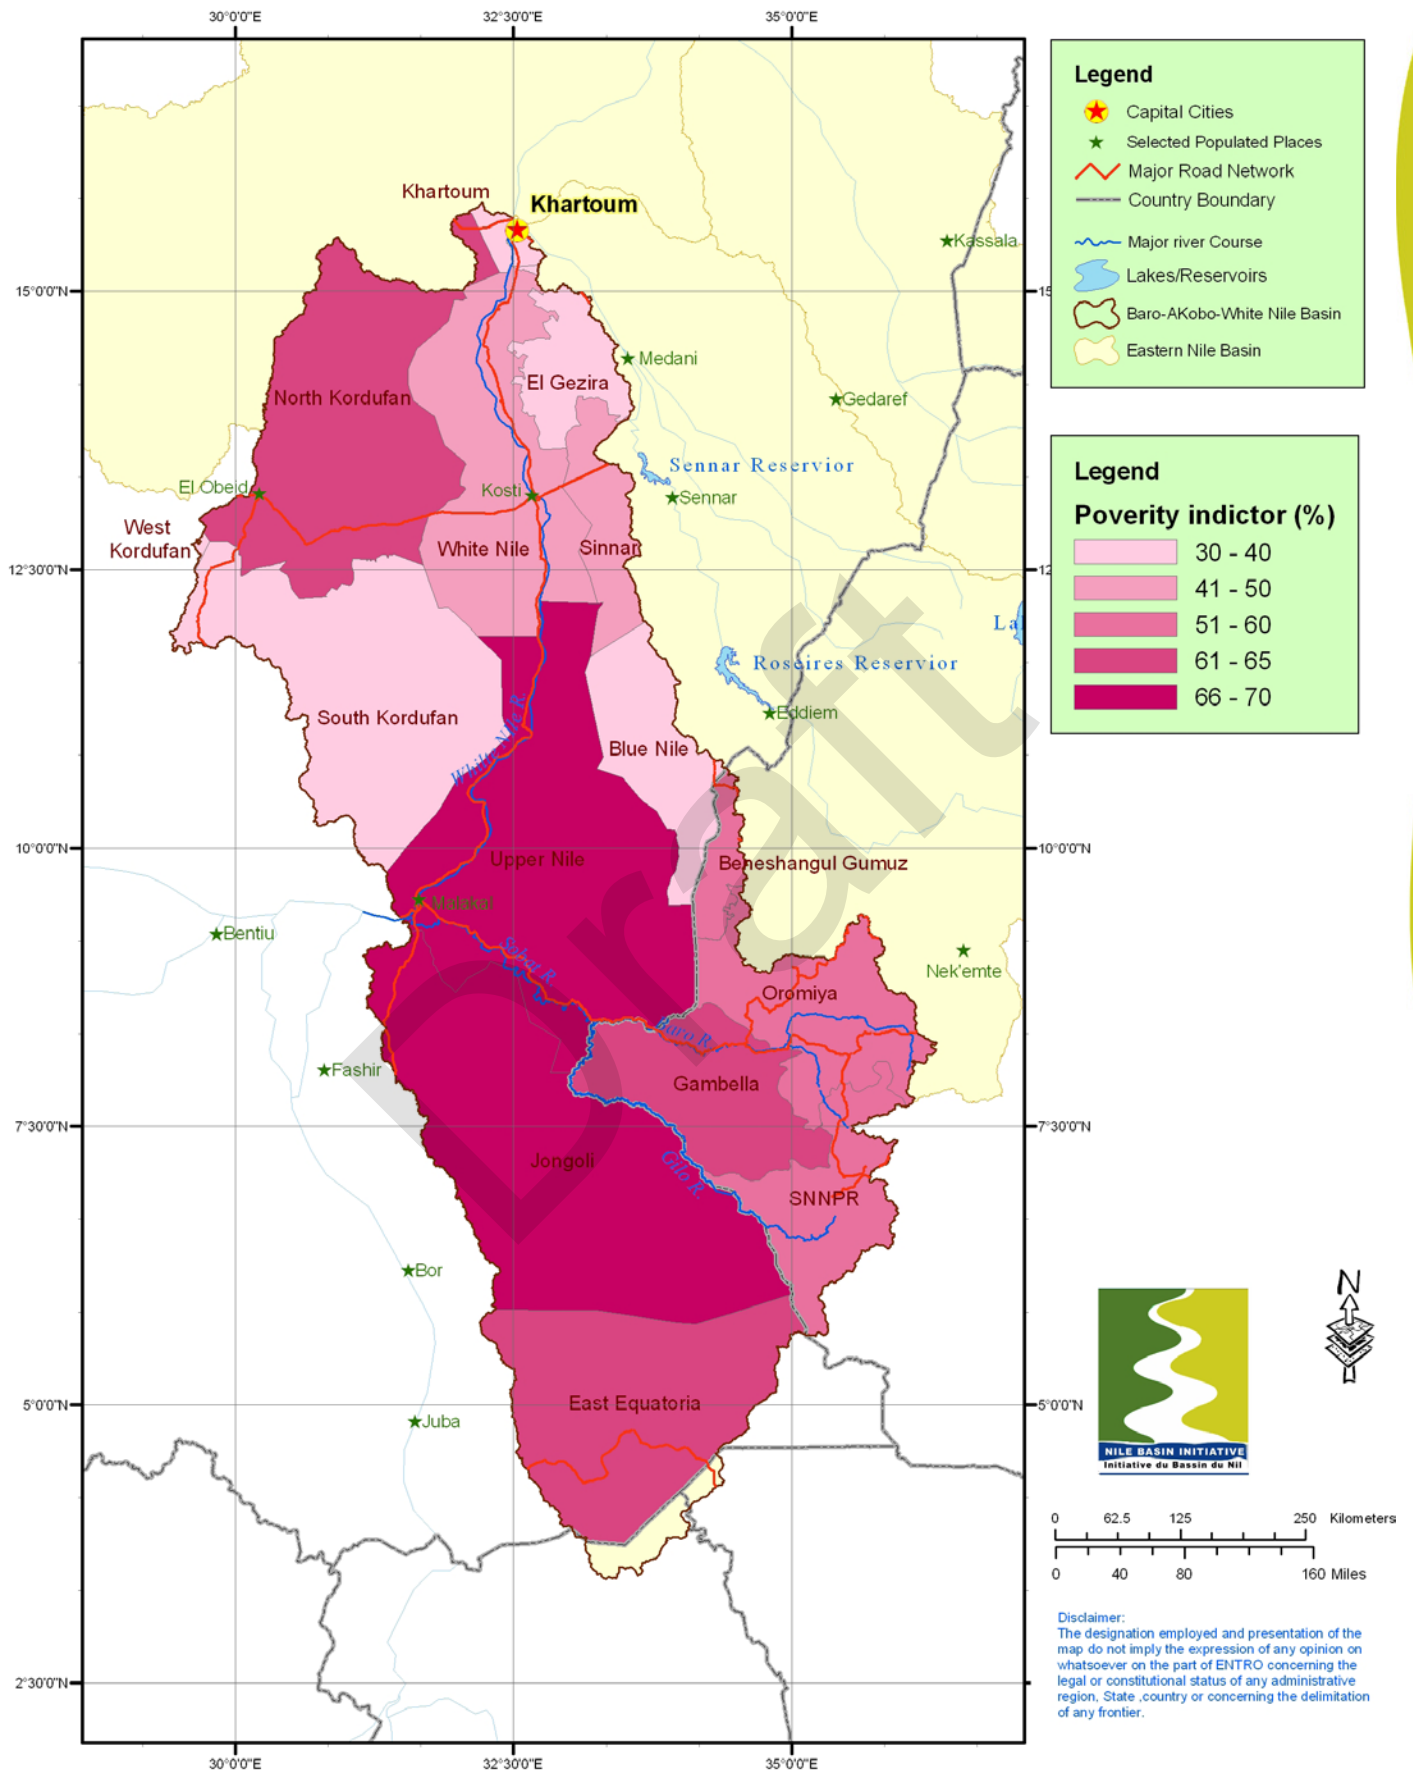 30°0'0"E 32°30'0"E 35°0'0"E
Legend
Capital Cities
Selected Populated Places
Major Road Network
Country Boundary
Major river Course
Lakes/Reservoirs
Baro-AKobo-White Nile Basin
Eastern Nile Basin
Legend
Poverity indictor (%)
30 - 40
41 - 50
51 - 60
61 - 65
66 - 70
Khartoum
Khartoum
Kassala
15°0'0"N
15
Medani
El Gezira
North Kordufan
Gedaref
Sennar Reservior
El Obeid
Kosti
Sennar
West
Kordufan
White Nile
Sinnar
12°30'0"N
12
La
Roseires Reservior
Eddiem
South Kordufan
White Nile R.
Blue Nile
10°0'0"N
10°0'0"N
Upper Nile
Beneshangul Gumuz
Malakal
Bentiu
Sobat R.
Nek'emte
Oromiya
Baro R.
Fashir
Gambella
7°30'0"N
7°30'0"N
Jongoli
Gilo R.
SNNPR
Bor
East Equatoria
5°0'0"N
5°0'0"N
Juba
2°30'0"N
30°0'0"E 32°30'0"E 35°0'0"E
Draft
N
NILE BASIN INITIATIVE
Initiative du Bassin du Nil
0 62.5 125 250 Kilometers
0 40 80 160 Miles
Disclaimer:
The designation employed and presentation of the
map do not imply the expression of any opinion on
whatsoever on the part of ENTRO concerning the
legal or constitutional status of any administrative
region, State ,country or concerning the delimitation
of any frontier.